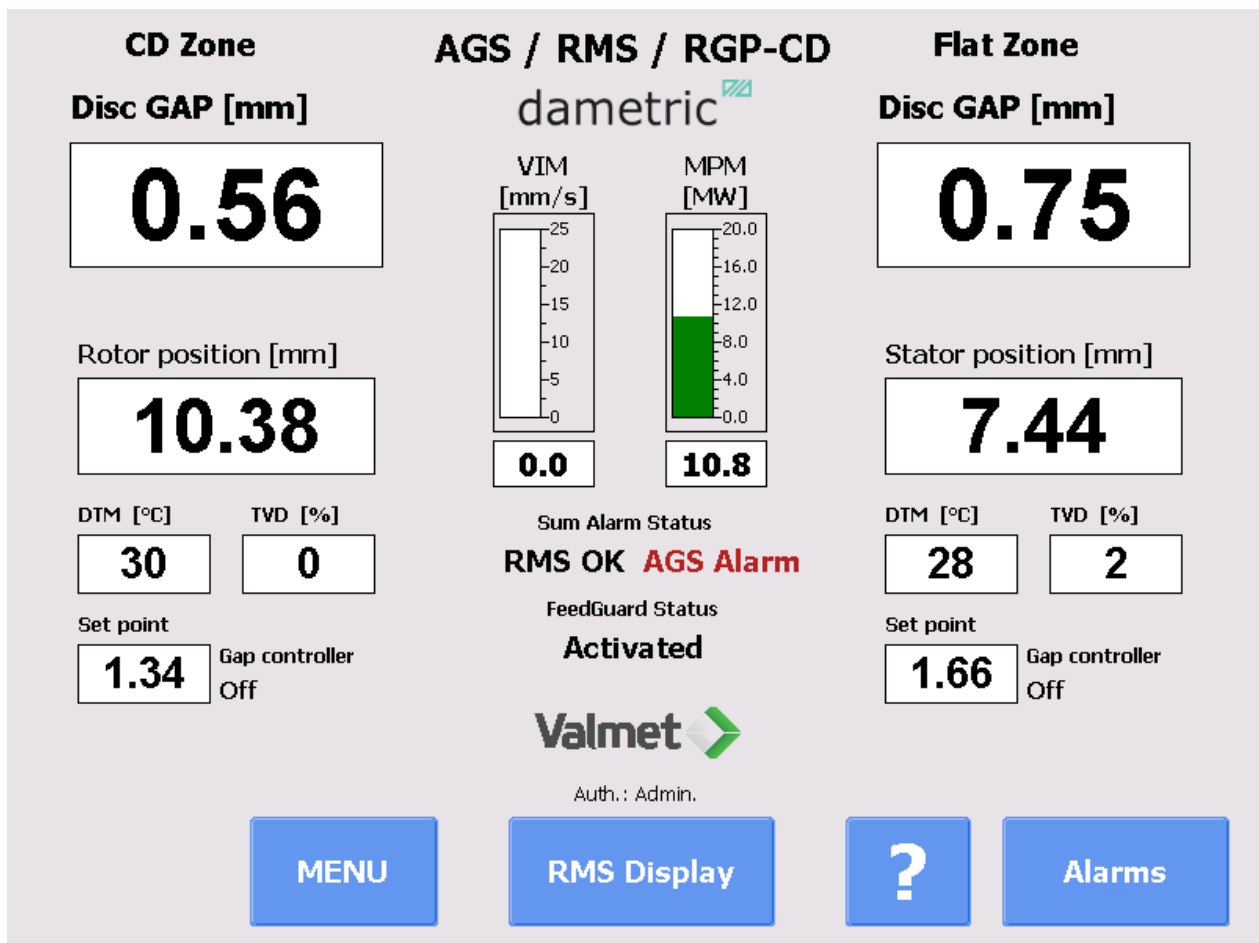 CD Zone
AGS / RMS / RGP-CD
Flat Zone
Disc GAP [mm]
dametric
Disc GAP [mm]
0.56
VIM
[mm/s]
25
20
15
10
5
0
0.0
MPM
[MW]
20.0
16.0
12.0
8.0
4.0
0.0
10.8
0.75
Rotor position [mm]
10.38
Stator position [mm]
7.44
DTM [°C] TVD [%]
30 0
Sum Alarm Status
RMS OK AGS Alarm
DTM [°C] TVD [%]
28 2
Set point
1.34
Gap controller
Off
FeedGuard Status
Activated
Set point
1.66
Gap controller
Off
Valmet
Auth.: Admin.
MENU
RMS Display
?
Alarms